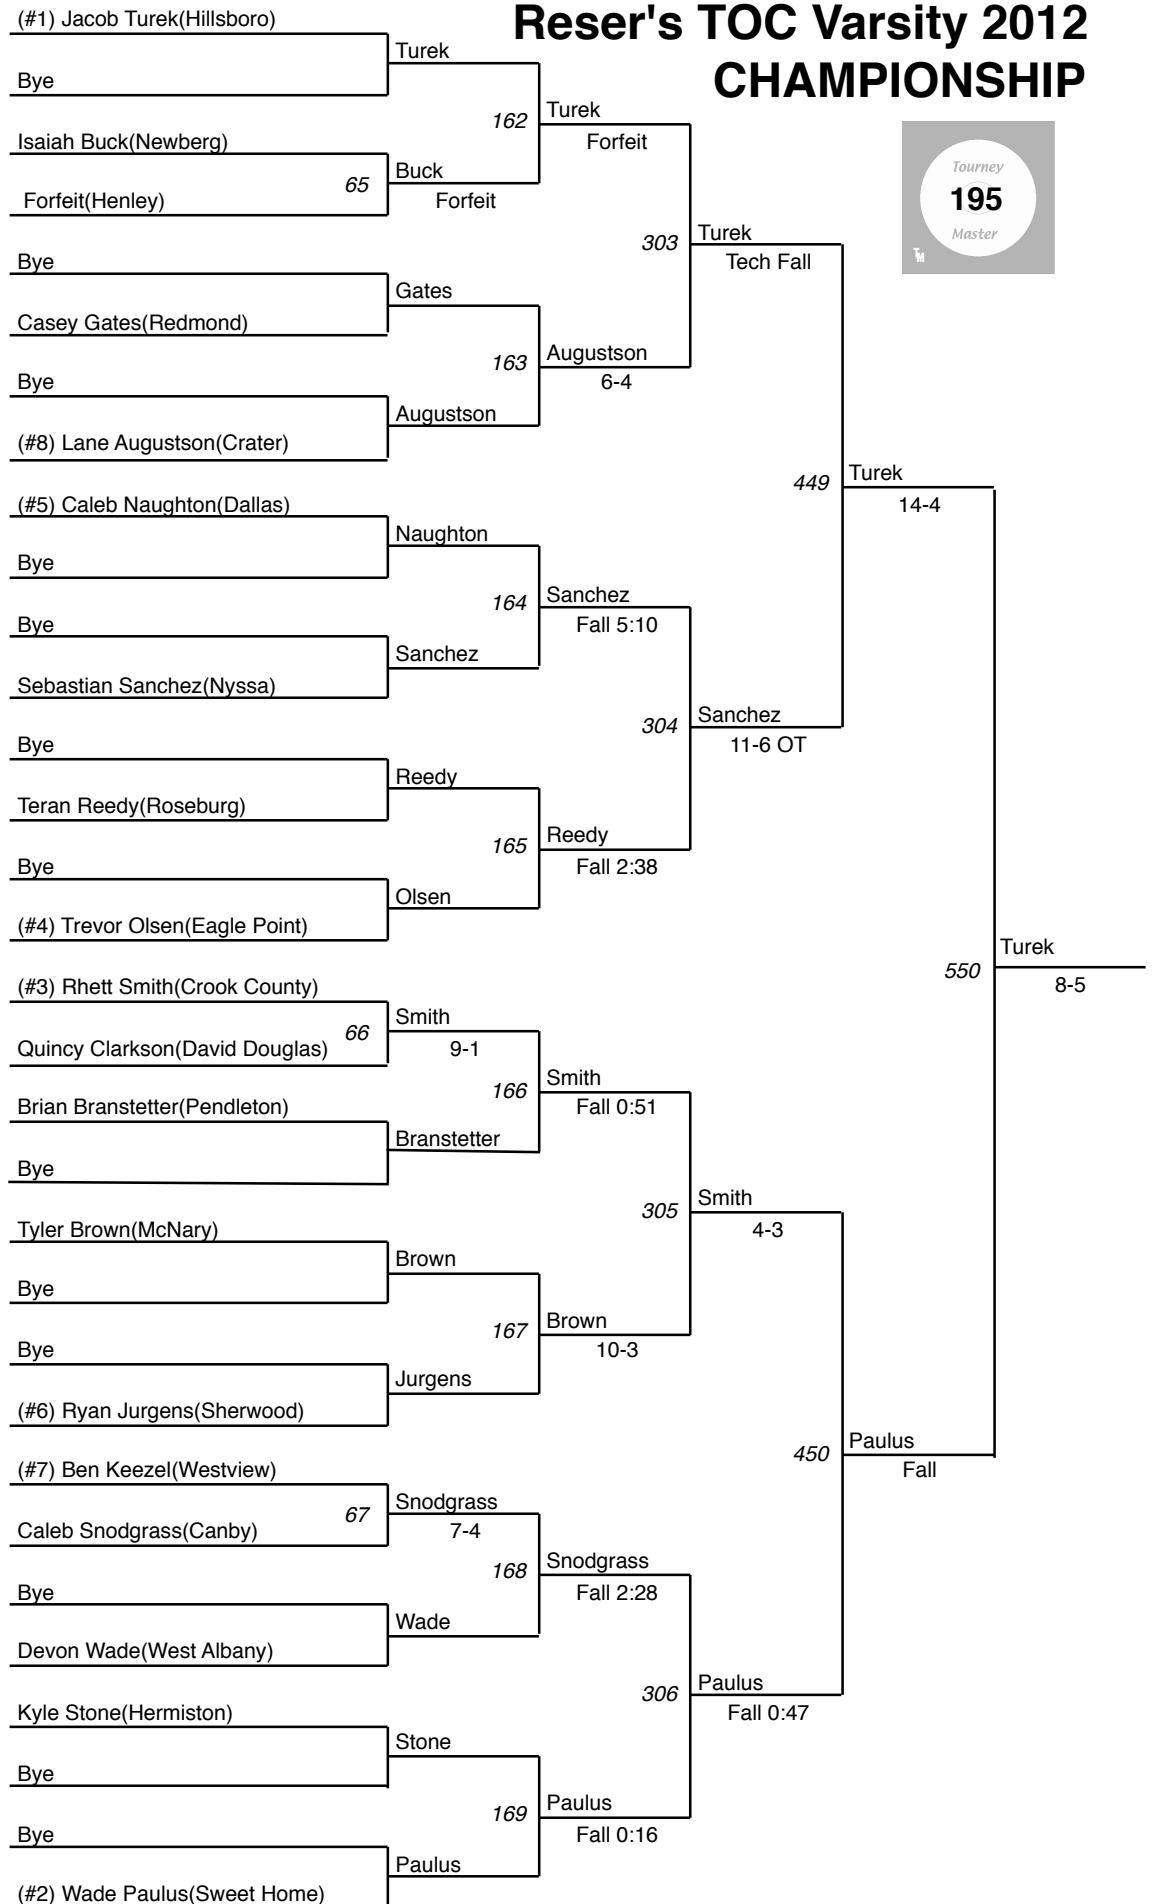 (#1) Jacob Turek(Hillsboro)
Reser's TOC Varsity 2012
CHAMPIONSHIP
Turek
Bye
162
Turek
Forfeit
Isaiah Buck(Newberg)
65
Buck
Forfeit
Forfeit(Henley)
Tourney
195
Master
TM
303
Turek
Tech Fall
Bye
Gates
Casey Gates(Redmond)
163
Augustson
6-4
Bye
Augustson
(#8) Lane Augustson(Crater)
449
Turek
14-4
(#5) Caleb Naughton(Dallas)
Naughton
Bye
164
Sanchez
Fall 5:10
Bye
Sanchez
Sebastian Sanchez(Nyssa)
304
Sanchez
11-6 OT
Bye
Reedy
Teran Reedy(Roseburg)
165
Reedy
Fall 2:38
Bye
Olsen
(#4) Trevor Olsen(Eagle Point)
550
Turek
8-5
(#3) Rhett Smith(Crook County)
66
Smith
9-1
Quincy Clarkson(David Douglas)
166
Smith
Fall 0:51
Brian Branstetter(Pendleton)
Branstetter
Bye
305
Smith
4-3
Tyler Brown(McNary)
Brown
Bye
167
Brown
10-3
Bye
Jurgens
(#6) Ryan Jurgens(Sherwood)
450
Paulus
Fall
(#7) Ben Keezel(Westview)
67
Snodgrass
7-4
Caleb Snodgrass(Canby)
168
Snodgrass
Fall 2:28
Bye
Wade
Devon Wade(West Albany)
306
Paulus
Fall 0:47
Kyle Stone(Hermiston)
Stone
Bye
169
Paulus
Fall 0:16
Bye
Paulus
(#2) Wade Paulus(Sweet Home)